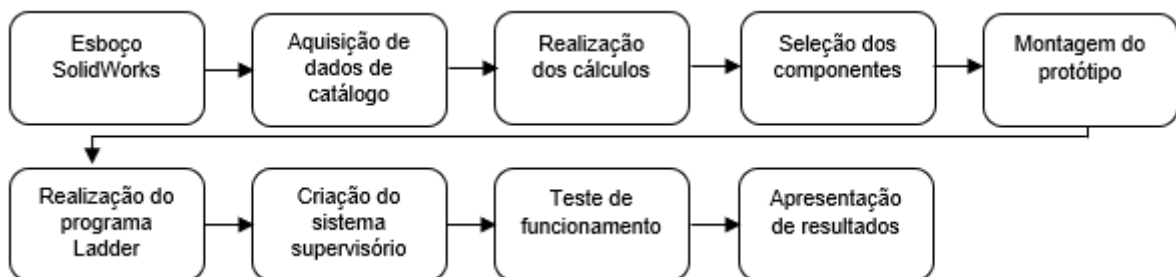 Esboço
SolidWorks
Aquisição de
dados de
catálogo
Realização
dos cálculos
Seleção dos
componentes
Montagem do
protótipo
Realização do
programa
Ladder
Criação do
sistema
supervisório
Teste de
funcionamento
Apresentação
de resultados